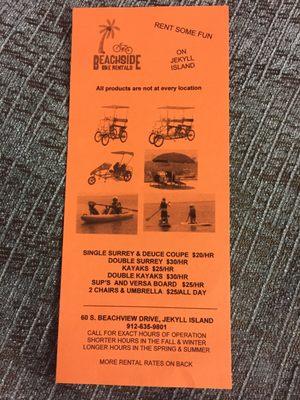 BEACHSIDE
BIKE RENTALS
RENT SOME FUN
ON
JEKYLL
ISLAND
All products are not at every location
SINGLE SURREY & DEUCE COUPE $20/HR
DOUBLE SURREY $30/HR
KAYAKS $25/HR
DOUBLE KAYAKS $30/HR
SUP'S AND VERSA BOARD $25/HR
2 CHAIRS & UMBRELLA $25/ALL DAY
60 S. BEACHVIEW DRIVE, JEKYLL ISLAND
912-635-9801
CALL FOR EXACT HOURS OF OPERATION
SHORTER HOURS IN THE FALL & WINTER
LONGER HOURS IN THE SPRING & SUMMER
MORE RENTAL RATES ON BACK